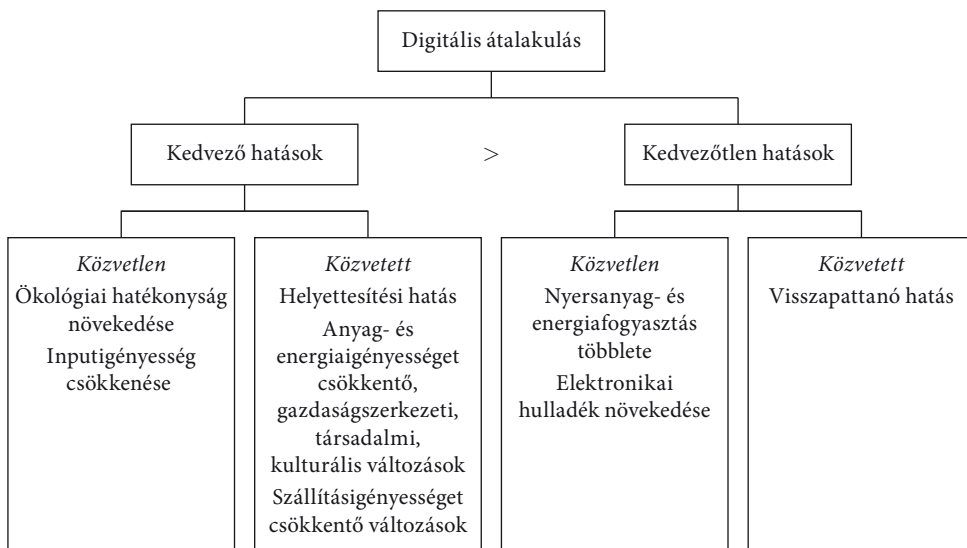 Digitális átalakulás
Kedvező hatások
>
Kedvezőtlen hatások
Közvetlen
Ökológiai hatékonyság
növekedése
Inputigényesség
csökkenése
Közvetett
Helyettesítési hatás
Anyag- és
energiaigényességet
csökkentő,
gazdaságszerkezeti,
társadalmi,
kulturális változások
Szállításigényességet
csökkentő változások
Közvetlen
Nyersanyag- és
energiafogyasztás
többlete
Elektronikai
hulladék növekedése
Közvetett
Visszapattanó hatás